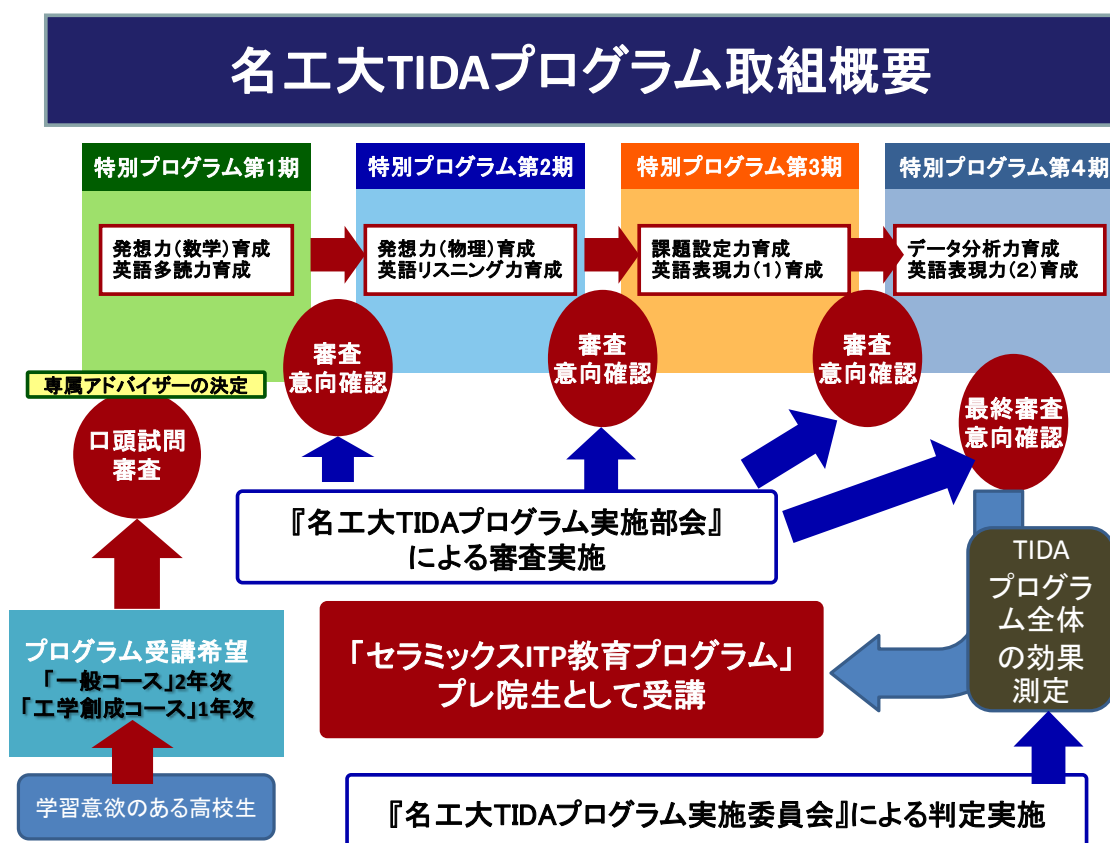 名工大TIDAプログラム取組概要
特別プログラム第1期
特別プログラム第2期
特別プログラム第3期
特別プログラム第4期
発想力(数学)育成
英語多読力育成
発想力(物理)育成
英語リスニング力育成
課題設定力育成
英語表現力(1)育成
データ分析力育成
英語表現力(2)育成
審査
意向確認
審査
意向確認
審査
意向確認
最終審査
意向確認
専属アドバイザーの決定
口頭試問
審査
『名工大TIDAプログラム実施部会』
による審査実施
TIDA
プログラ
ム全体
の効果
測定
プログラム受講希望
「一般コース」2年次
「工学創成コース」1年次
「セラミックスITP教育プログラム」
プレ院生として受講
学習意欲のある高校生
『名工大TIDAプログラム実施委員会』による判定実施